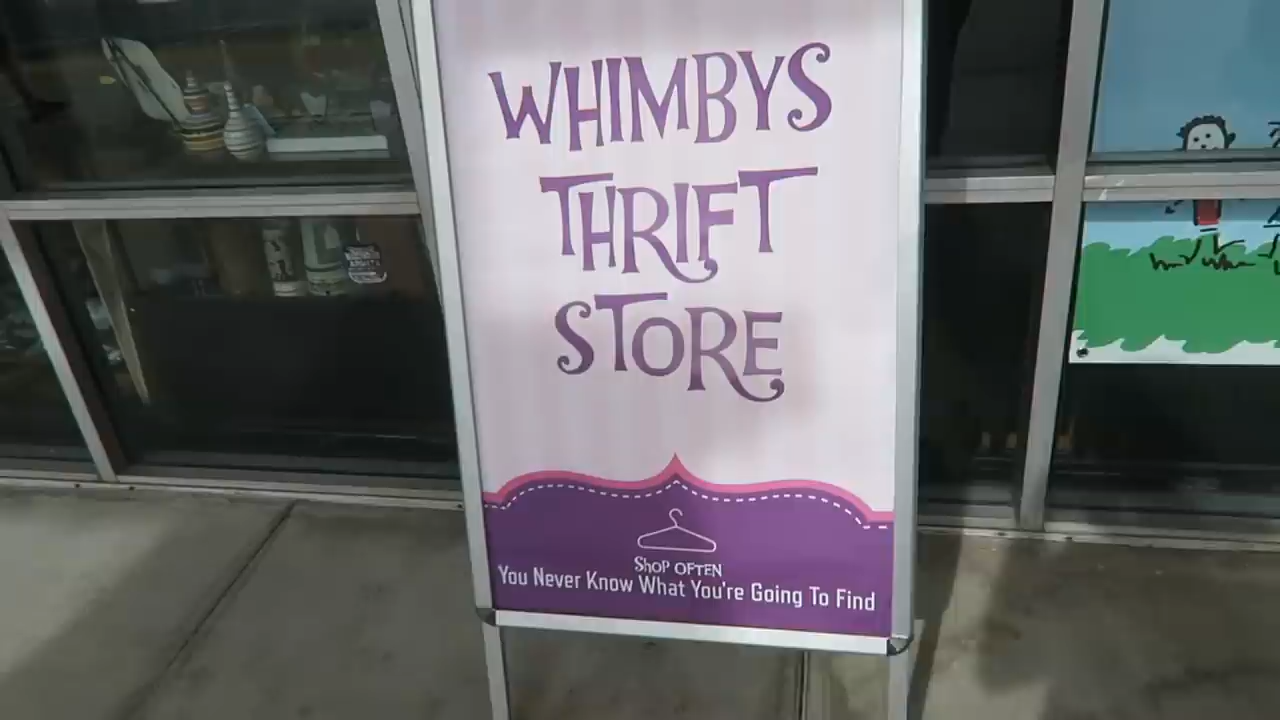 WHIMBYS
THRIFT
STORE
SHOP OFTEN
You Never Know What You're Going To Find